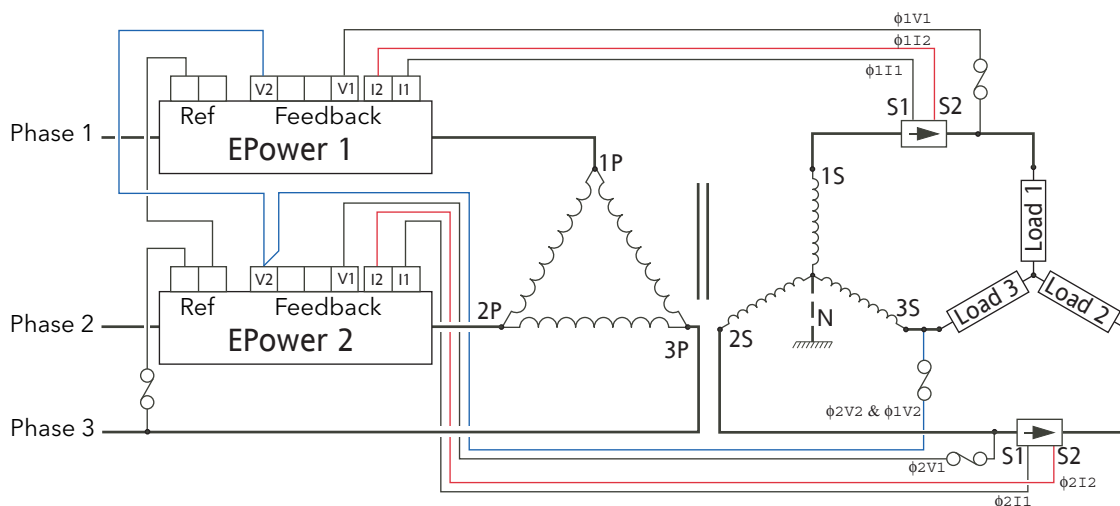 ϕ1V1
ϕ1I2
ϕ1I1
V2 V1 I2 I1
Ref Feedback
EPower 1
Phase 1
S1 S2
1P
1S
Load 1
V2 V1 I2 I1
Ref Feedback
EPower 2
Phase 2
2P
3P
N
2S
3S
Load 3
Load 2
ϕ2V2 & ϕ1V2
Phase 3
ϕ2V1
S1 S2
ϕ2I2
ϕ2I1